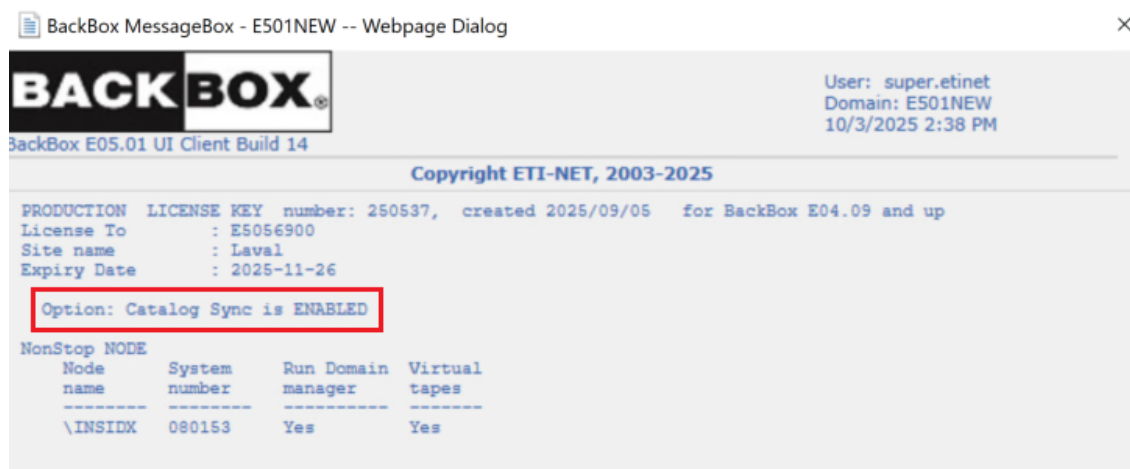 BackBox MessageBox - E501NEW -- Webpage Dialog
BACKBOX®
User: super.etinet
Domain: E501NEW
10/3/2025 2:38 PM
BackBox E05.01 UI Client Build 14
Copyright ETI-NET, 2003-2025
PRODUCTION LICENSE KEY number: 250537, created 2025/09/05 for BackBox E04.09 and up
License To : E5056900
Site name : Laval
Expiry Date : 2025-11-26
Option: Catalog Sync is ENABLED
NonStop NODE
Node System Run Domain Virtual
name number manager tapes
-------- -------- ---------- -------
\INSIDX 080153 Yes Yes